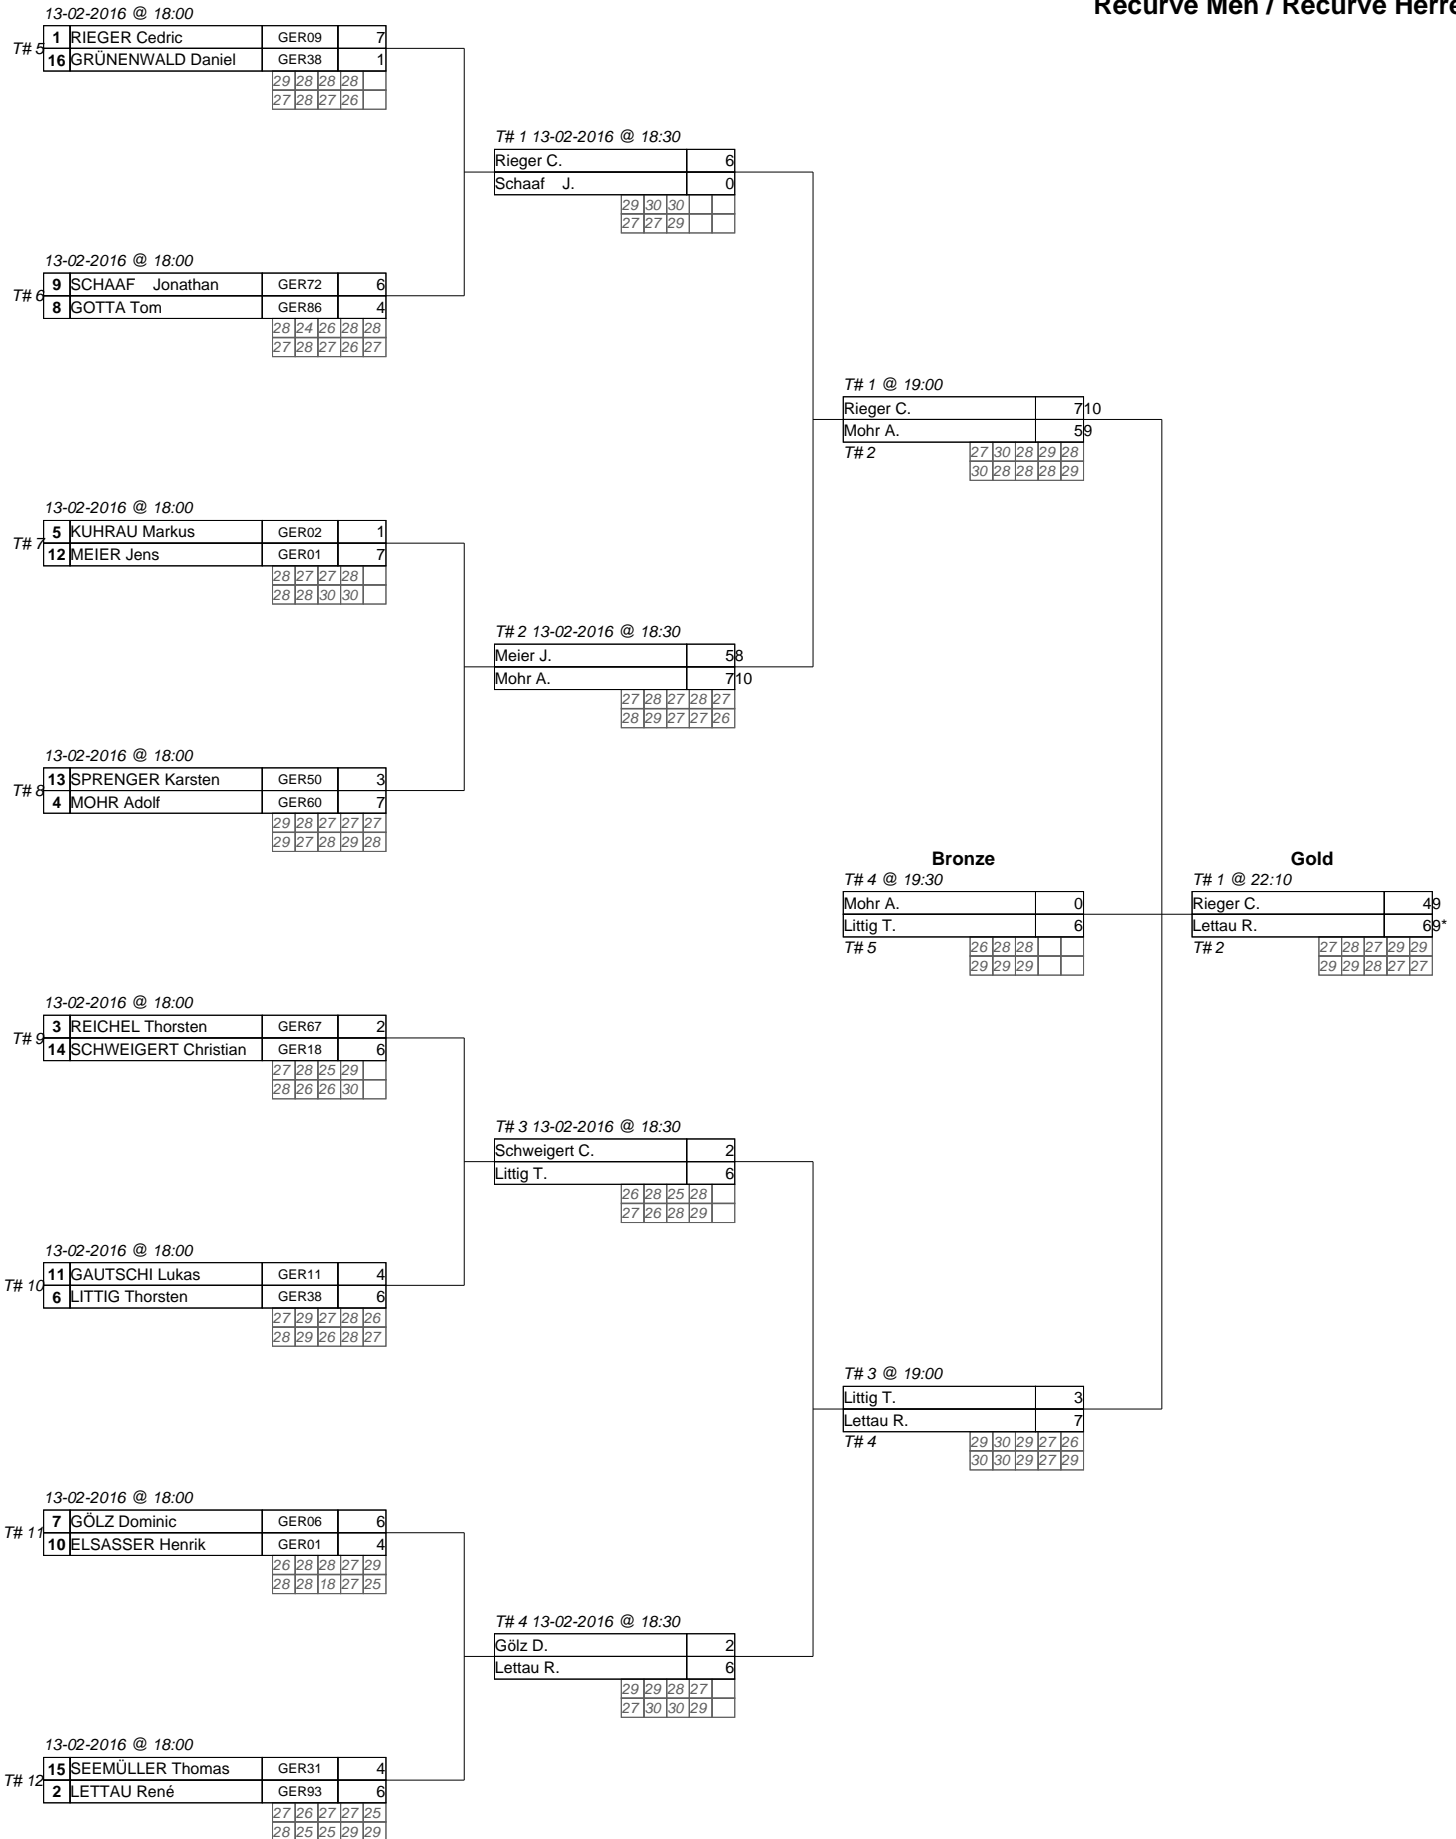 Recurve Men / Recurve Herre
13-02-2016 @ 18:00
T# 5
1 RIEGER Cedric GER09 7
16 GRÜNENWALD Daniel GER38 1
29 28 28 28
27 28 27 26
T# 1 13-02-2016 @ 18:30
Rieger C. 6
Schaaf J. 0
29 30 30
27 27 29
13-02-2016 @ 18:00
T# 6
9 SCHAAF Jonathan GER72 6
8 GOTTA Tom GER86 4
28 24 26 28 28
27 28 27 26 27
T# 1 @ 19:00
Rieger C. 710
Mohr A. 59
T# 2 27 30 28 29 28
30 28 28 28 29
13-02-2016 @ 18:00
T# 7
5 KUHRAU Markus GER02 1
12 MEIER Jens GER01 7
28 27 27 28
28 28 30 30
T# 2 13-02-2016 @ 18:30
Meier J. 58
Mohr A. 710
27 28 27 28 27
28 29 27 27 26
13-02-2016 @ 18:00
T# 8
13 SPRENGER Karsten GER50 3
4 MOHR Adolf GER60 7
29 28 27 27 27
29 27 28 29 28
Bronze
T# 4 @ 19:30
Mohr A. 0
Littig T. 6
T# 5 26 28 28
29 29 29
Gold
T# 1 @ 22:10
Rieger C. 49
Lettau R. 69*
T# 2 27 28 27 29 29
29 29 28 27 27
13-02-2016 @ 18:00
T# 9
3 REICHEL Thorsten GER67 2
14 SCHWEIGERT Christian GER18 6
27 28 25 29
28 26 26 30
T# 3 13-02-2016 @ 18:30
Schweigert C. 2
Littig T. 6
26 28 25 28
27 26 28 29
13-02-2016 @ 18:00
T# 10
11 GAUTSCHI Lukas GER11 4
6 LITTIG Thorsten GER38 6
27 29 27 28 26
28 29 26 28 27
T# 3 @ 19:00
Littig T. 3
Lettau R. 7
T# 4 29 30 29 27 26
30 30 29 27 29
13-02-2016 @ 18:00
T# 11
7 GÖLZ Dominic GER06 6
10 ELSASSER Henrik GER01 4
26 28 28 27 29
28 28 18 27 25
T# 4 13-02-2016 @ 18:30
Gölz D. 2
Lettau R. 6
29 29 28 27
27 30 30 29
13-02-2016 @ 18:00
T# 12
15 SEEMÜLLER Thomas GER31 4
2 LETTAU René GER93 6
27 26 27 27 25
28 25 25 29 29